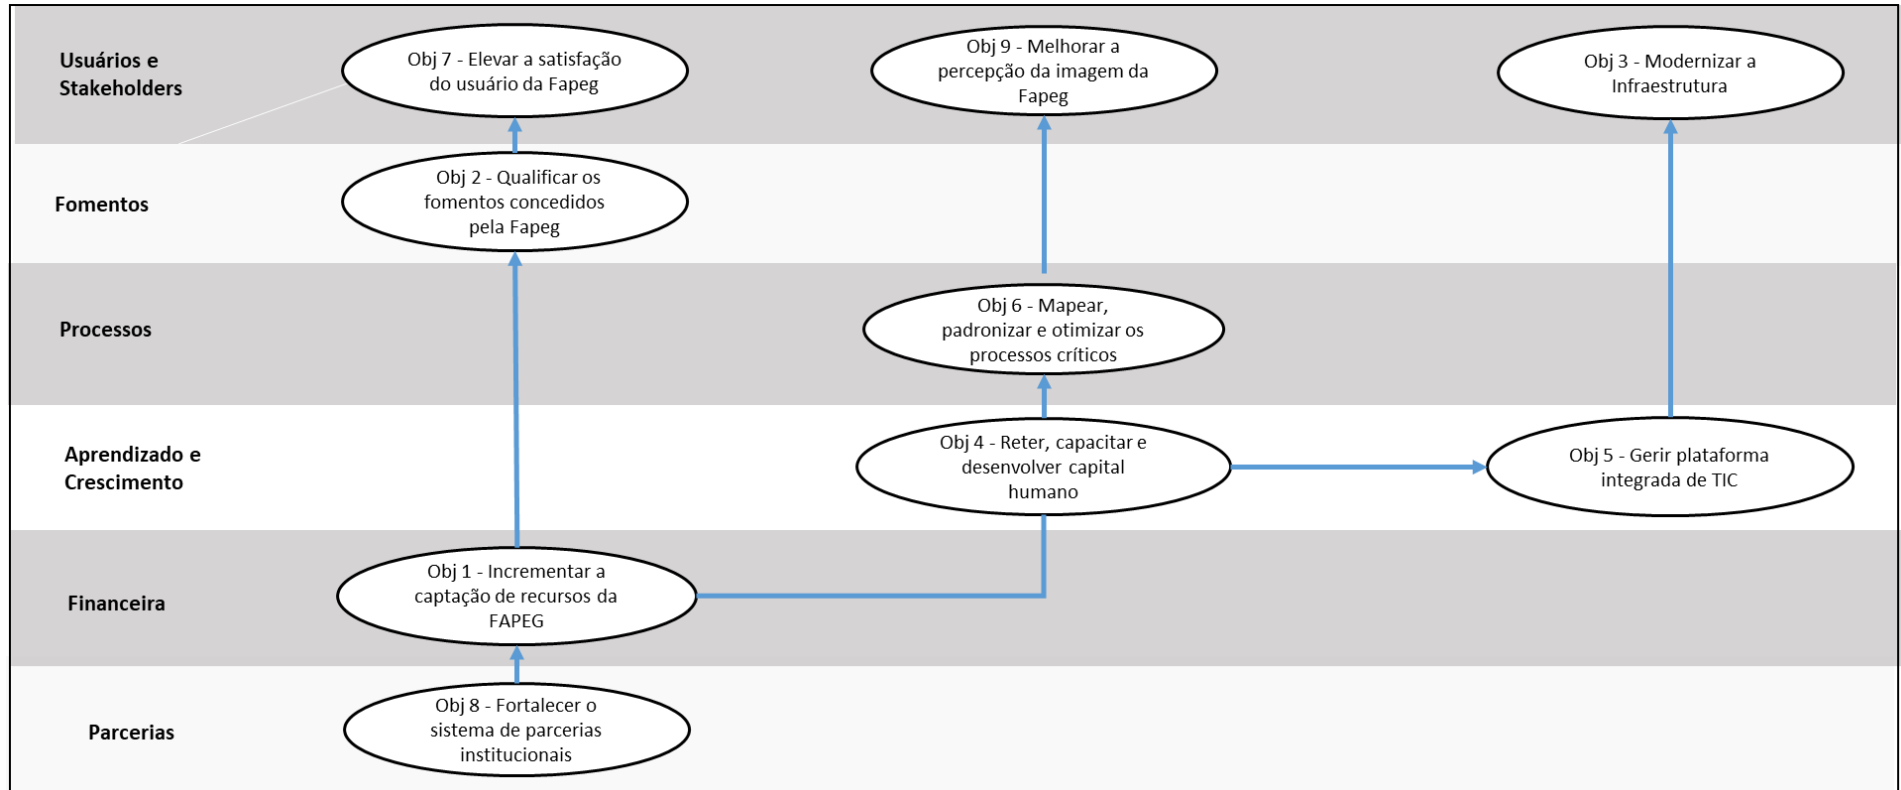 Usuários e
Stakeholders
Obj 7 - Elevar a satisfação
do usuário da Fapeg
Obj 9 - Melhorar a
percepção da imagem da
Fapeg
Obj 3 - Modernizar a
Infraestrutura
Fomentos
Obj 2 - Qualificar os
fomentos concedidos
pela Fapeg
Processos
Obj 6 - Mapear,
padronizar e otimizar os
processos críticos
Aprendizado e
Crescimento
Obj 4 - Reter, capacitar e
desenvolver capital
humano
Obj 5 - Gerir plataforma
integrada de TIC
Financeira
Obj 1 - Incrementar a
captação de recursos da
FAPEG
Parcerias
Obj 8 - Fortalecer o
sistema de parcerias
institucionais